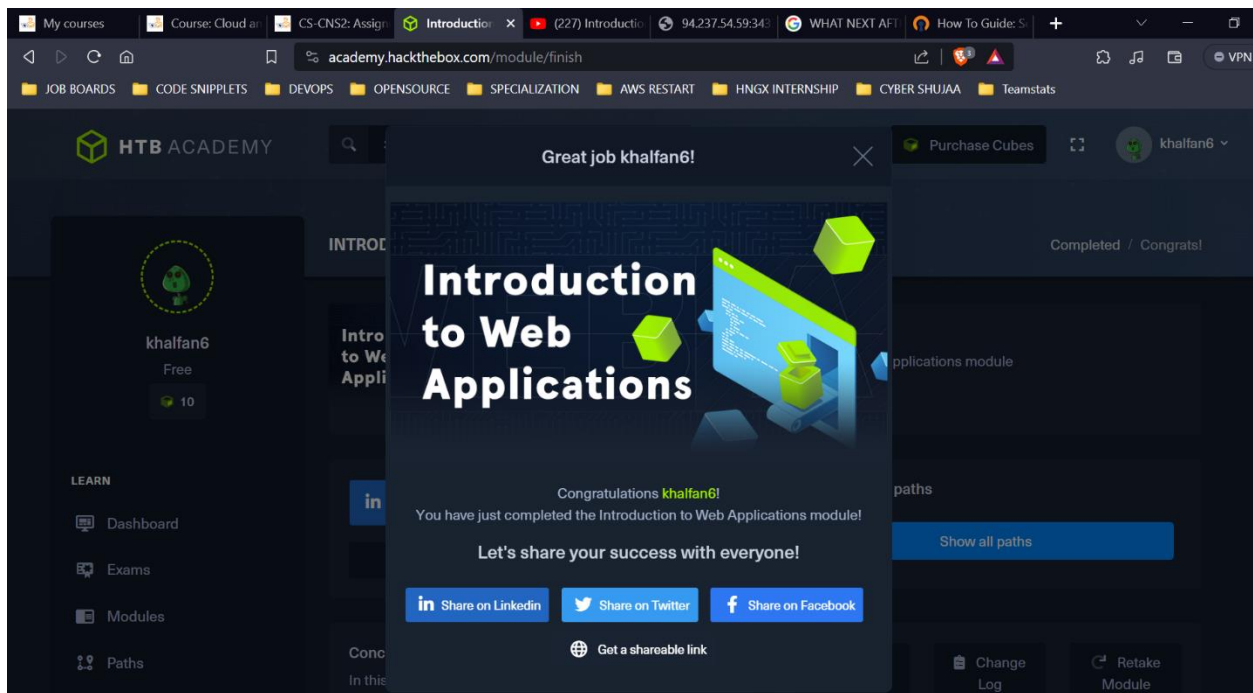 My courses
Course: Cloud an
CS-CNS2: Assign
Introduction
(227) Introductio
94.237.54.59:343
WHAT NEXT AFT
How To Guide: S
academy.hackthebox.com/module/finish
VPN
JOB BOARDS
CODE SNIPPLETS
DEVOPS
OPENSOURCE
SPECIALIZATION
AWS RESTART
HNGX INTERNSHIP
CYBER SHUJAA
Teamstats
HTB ACADEMY
Great job khalfan6!
Purchase Cubes
khalfan6
INTROD
Completed / Congrats!
Introduction
to Web
Applications
khalfan6
Free
10
Intro
to We
Appli
pplications module
LEARN
Dashboard
Exams
Modules
Paths
in
Congratulations khalfan6!
You have just completed the Introduction to Web Applications module!
Let's share your success with everyone!
paths
Show all paths
in Share on Linkedin
Share on Twitter
f Share on Facebook
Get a shareable link
Conc
In this
Change
Log
Retake
Module